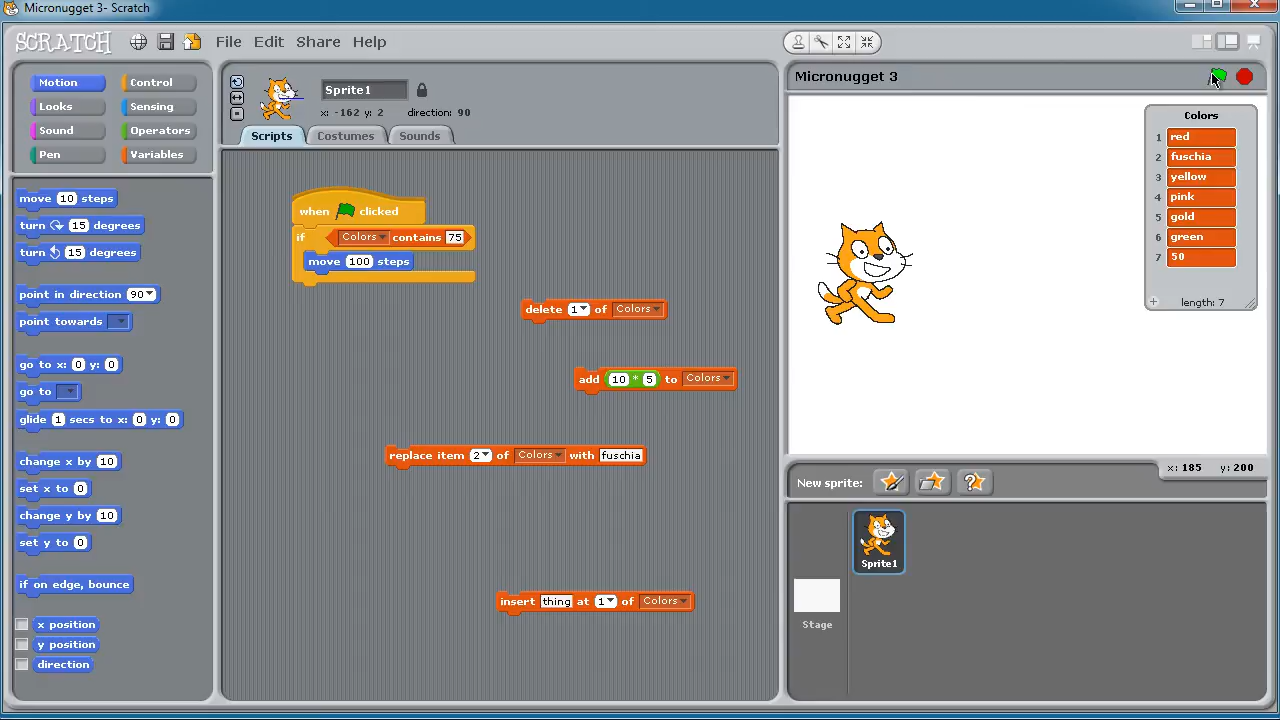 Micronugget 3- Scratch
SCRATCH
File Edit Share Help
Motion
Control
Looks
Sensing
Sound
Operators
Pen
Variables
move 10 steps
turn 15 degrees
turn 15 degrees
point in direction 90
point towards
go to x: 0 y: 0
go to
glide 1 secs to x: 0 y: 0
change x by 10
set x to 0
change y by 10
set y to 0
if on edge, bounce
x position
y position
direction
Sprite1
x: -162 y: 2 direction: 90
Scripts Costumes Sounds
when clicked
if Colors contains 75
move 100 steps
delete 1 of Colors
add 10 * 5 to Colors
replace item 2 of Colors with fuschia
insert thing at 1 of Colors
Micronugget 3
Colors
1 red
2 fuschia
3 yellow
4 pink
5 gold
6 green
7 50
+ length: 7
x: 185 y: 200
New sprite:
Sprite1
Stage